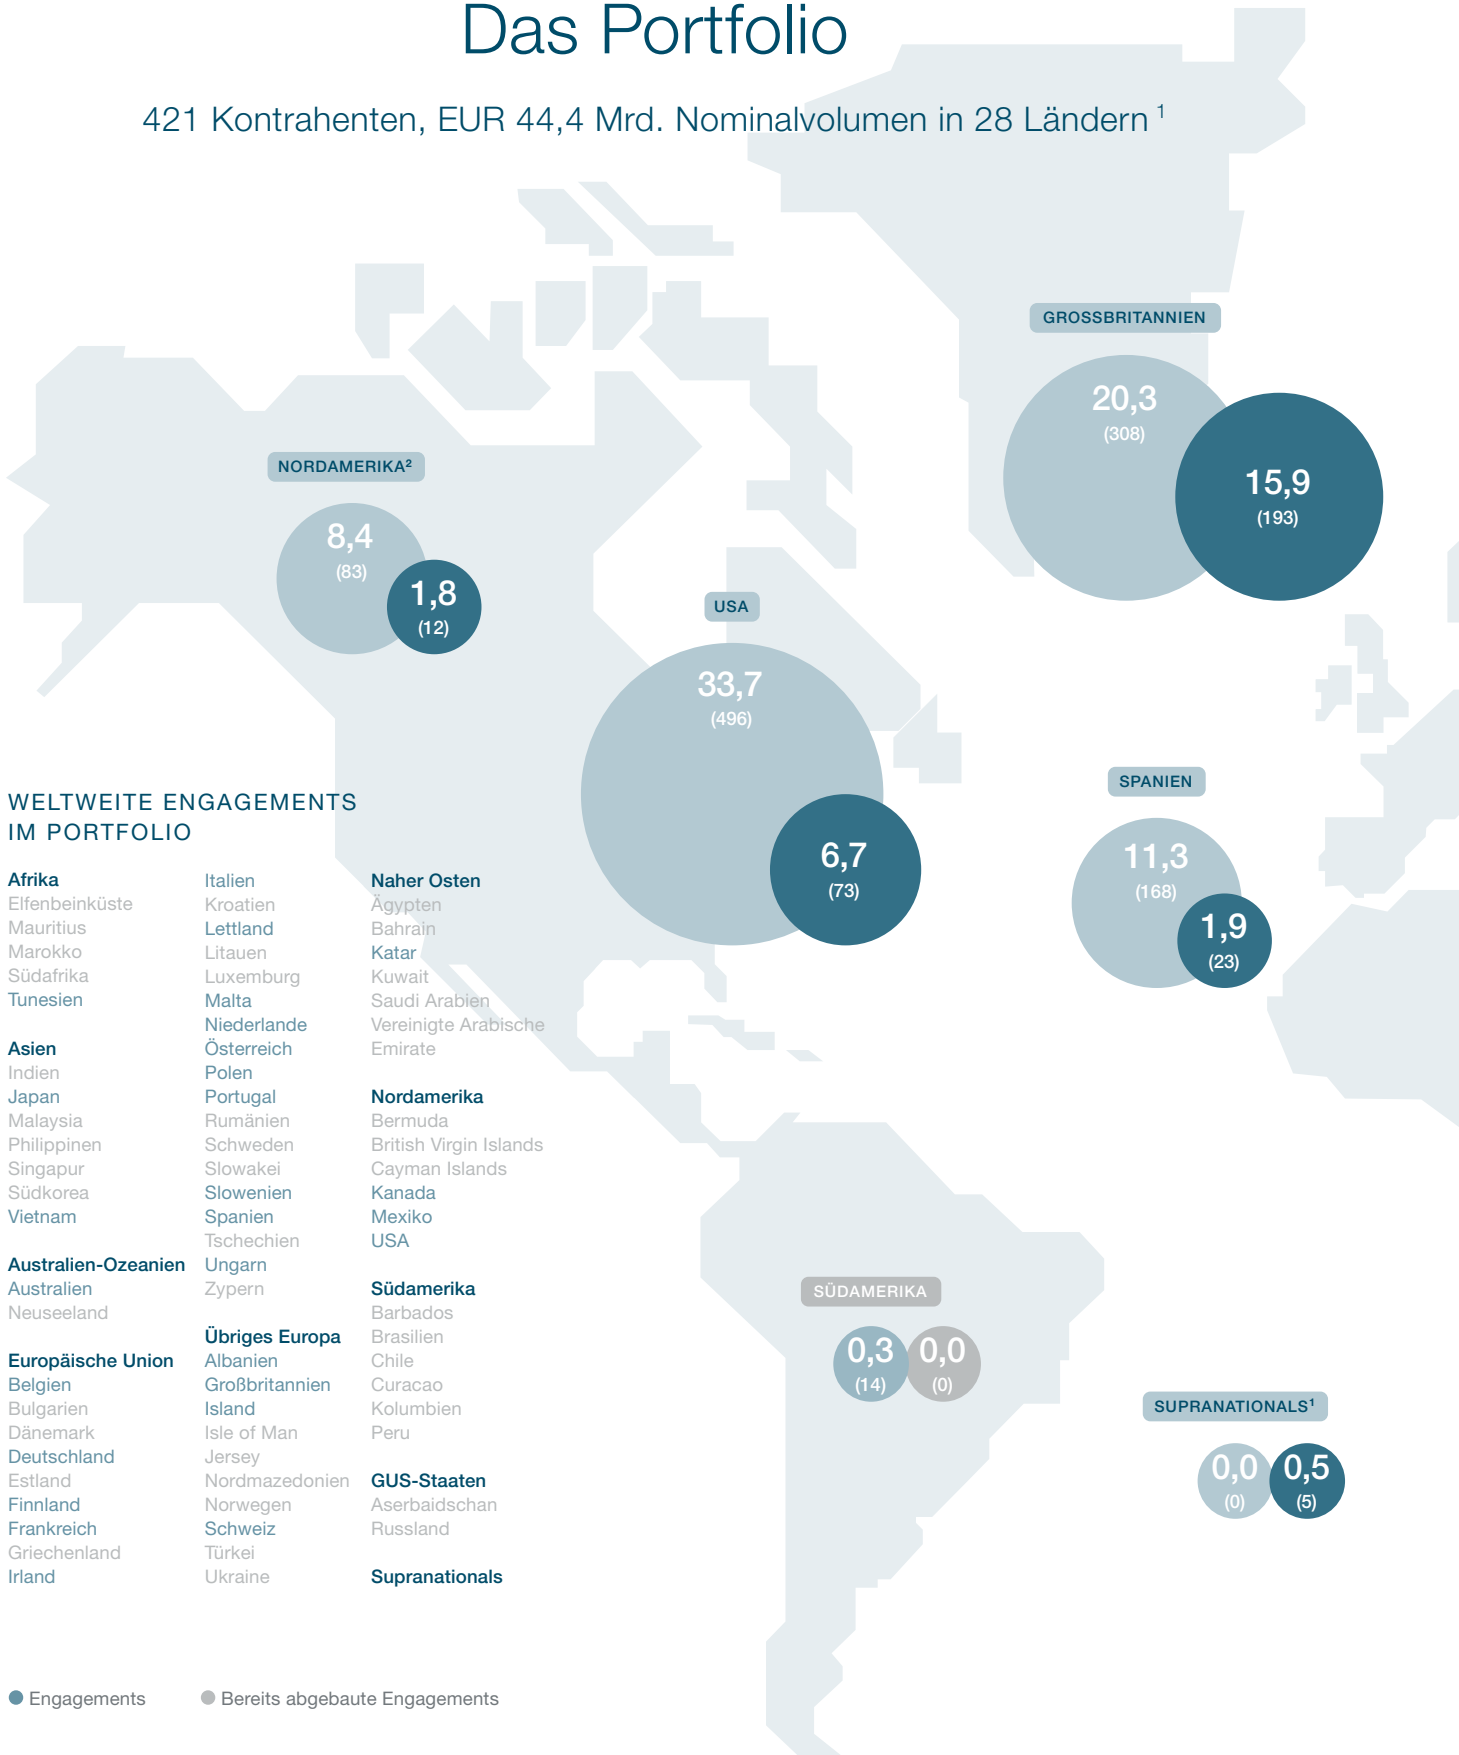 Das Portfolio
421 Kontrahenten, EUR 44,4 Mrd. Nominalvolumen in 28 Ländern ¹
GROSSBRITANNIEN
20,3
(308)
15,9
(193)
NORDAMERIKA²
8,4
(83)
1,8
(12)
USA
33,7
(496)
6,7
(73)
SPANIEN
11,3
(168)
1,9
(23)
SÜDAMERIKA
0,3
(14)
0,0
(0)
SUPRANATIONALS¹
0,0
(0)
0,5
(5)
WELTWEITE ENGAGEMENTS
IM PORTFOLIO
Afrika
Elfenbeinküste
Mauritius
Marokko
Südafrika
Tunesien
Asien
Indien
Japan
Malaysia
Philippinen
Singapur
Südkorea
Vietnam
Australien-Ozeanien
Australien
Neuseeland
Europäische Union
Belgien
Bulgarien
Dänemark
Deutschland
Estland
Finnland
Frankreich
Griechenland
Irland
Italien
Kroatien
Lettland
Litauen
Luxemburg
Malta
Niederlande
Österreich
Polen
Portugal
Rumänien
Schweden
Slowakei
Slowenien
Spanien
Tschechien
Ungarn
Zypern
Übriges Europa
Albanien
Großbritannien
Island
Isle of Man
Jersey
Nordmazedonien
Norwegen
Schweiz
Türkei
Ukraine
Naher Osten
Ägypten
Bahrain
Katar
Kuwait
Saudi Arabien
Vereinigte Arabische
Emirate
Nordamerika
Bermuda
British Virgin Islands
Cayman Islands
Kanada
Mexiko
USA
Südamerika
Barbados
Brasilien
Chile
Curacao
Kolumbien
Peru
GUS-Staaten
Aserbaidschan
Russland
Supranationals
Engagements
Bereits abgebaute Engagements